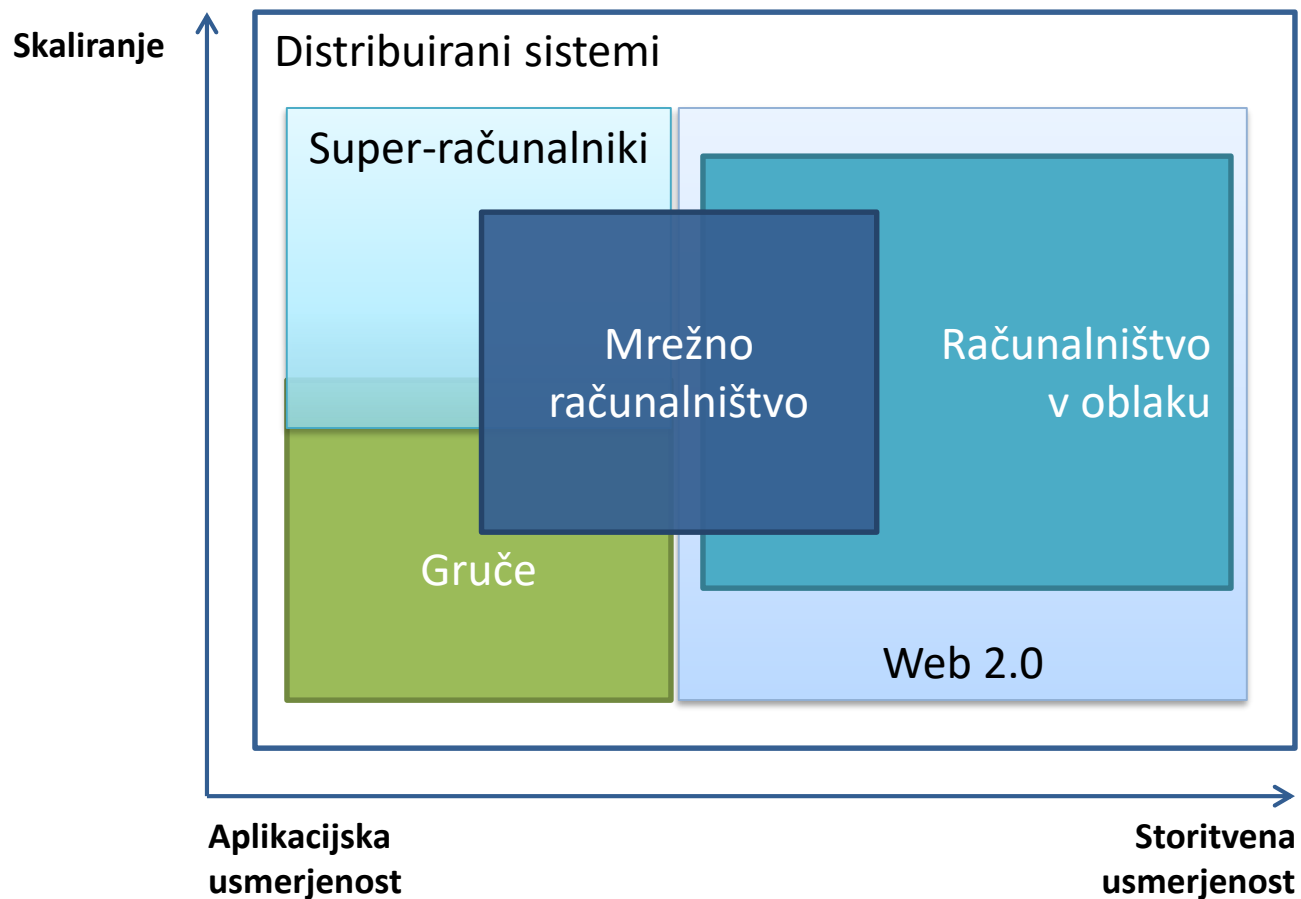 Skaliranje
Distribuirani sistemi
Super-računalniki
Mrežno
računalništvo
Računalništvo
v oblaku
Gruče
Web 2.0
Aplikacijska
usmerjenost
Storitvena
usmerjenost